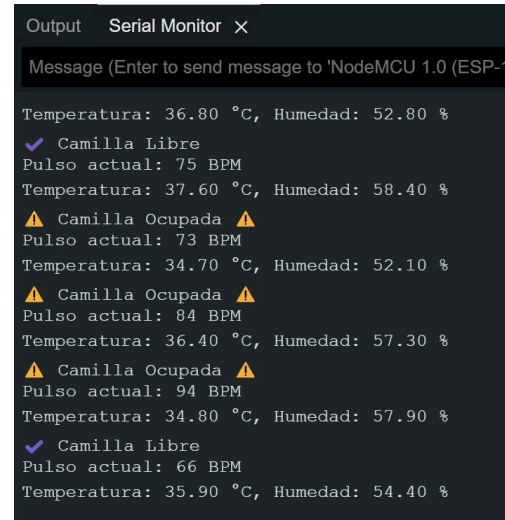 Output Serial Monitor ×
Message (Enter to send message to 'NodeMCU 1.0 (ESP-1
Temperatura: 36.80 °C, Humedad: 52.80 %
✔ Camilla Libre
Pulso actual: 75 BPM
Temperatura: 37.60 °C, Humedad: 58.40 %
⚠ Camilla Ocupada ⚠
Pulso actual: 73 BPM
Temperatura: 34.70 °C, Humedad: 52.10 %
⚠ Camilla Ocupada ⚠
Pulso actual: 84 BPM
Temperatura: 36.40 °C, Humedad: 57.30 %
⚠ Camilla Ocupada ⚠
Pulso actual: 94 BPM
Temperatura: 34.80 °C, Humedad: 57.90 %
✔ Camilla Libre
Pulso actual: 66 BPM
Temperatura: 35.90 °C, Humedad: 54.40 %